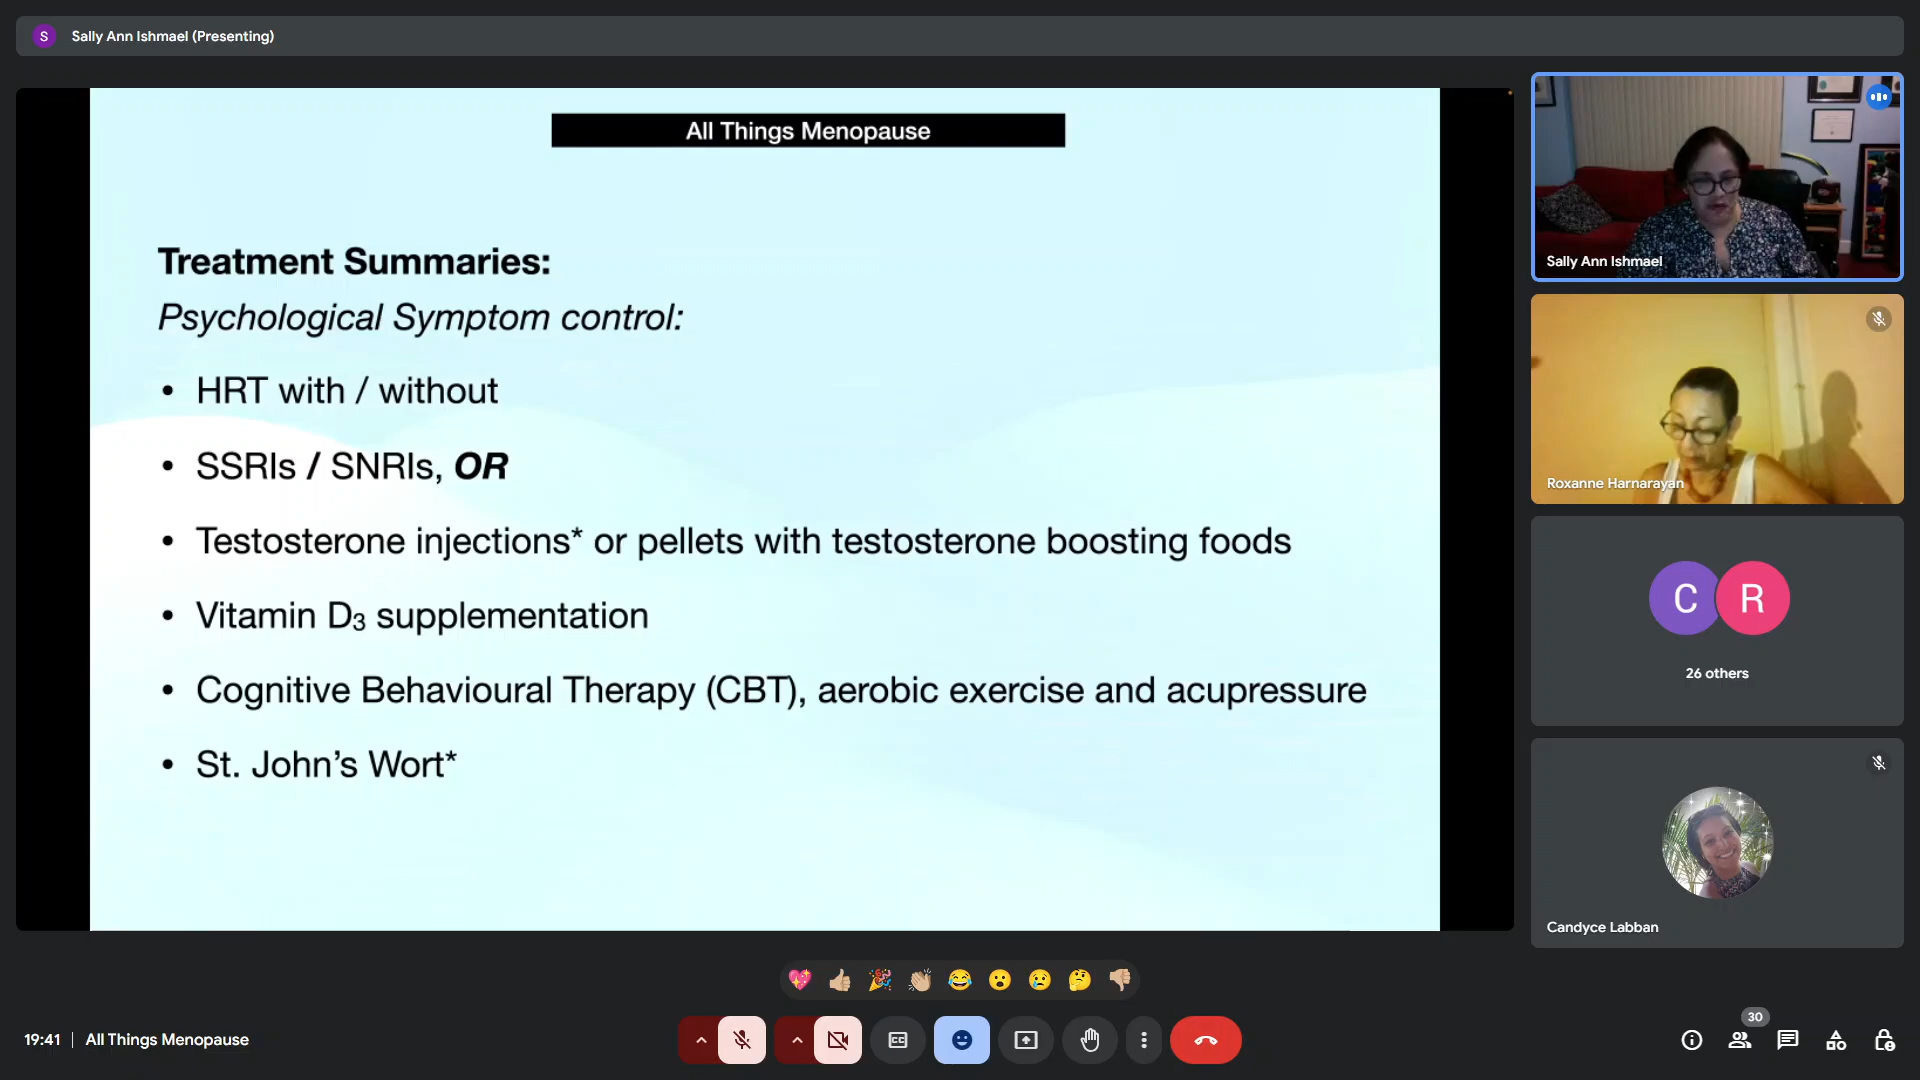 S Sally Ann Ishmael (Presenting)
All Things Menopause
Treatment Summaries:
Psychological Symptom control:
• HRT with / without
• SSRIs / SNRIs, OR
• Testosterone injections* or pellets with testosterone boosting foods
• Vitamin D₃ supplementation
• Cognitive Behavioural Therapy (CBT), aerobic exercise and acupressure
• St. John’s Wort*
Sally Ann Ishmael
Roxanne Harnarayan
C R
26 others
Candyce Labban
19:41 | All Things Menopause
CC
30